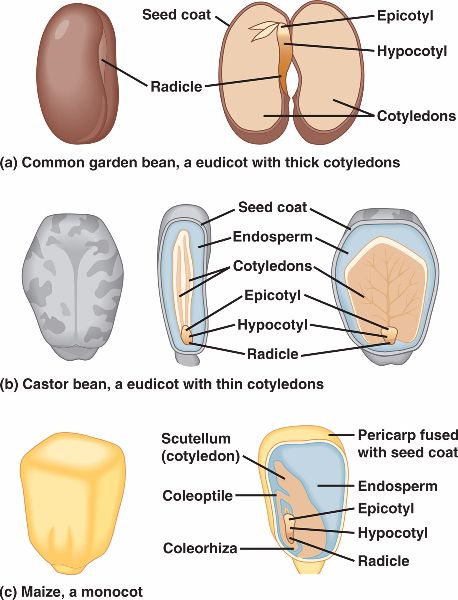 Seed coat
Epicotyl
Hypocotyl
Radicle
Cotyledons
(a) Common garden bean, a eudicot with thick cotyledons
Seed coat
Endosperm
Cotyledons
Epicotyl
Hypocotyl
Radicle
(b) Castor bean, a eudicot with thin cotyledons
Scutellum
(cotyledon)
Coleoptile
Coleorhiza
Pericarp fused
with seed coat
Endosperm
Epicotyl
Hypocotyl
Radicle
(c) Maize, a monocot